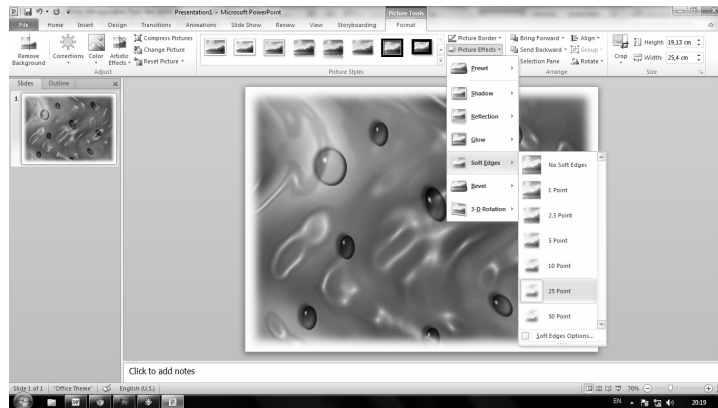 Presentation1 - Microsoft PowerPoint
Picture Tools
File Home Insert Design Transitions Animations Slide Show Review View Storyboarding Format
Remove Background
Corrections
Color
Artistic Effects
Compress Pictures
Change Picture
Reset Picture
Adjust
Picture Styles
Picture Border
Picture Effects
Bring Forward
Send Backward
Selection Pane
Align
Group
Rotate
Arrange
Crop
Height: 19,13 cm
Width: 25,4 cm
Size
Slides Outline
1
Preset
Shadow
Reflection
Glow
Soft Edges
Bevel
3-D Rotation
No Soft Edges
1 Point
2.5 Point
5 Point
10 Point
25 Point
50 Point
Soft Edges Options...
Click to add notes
Slide 1 of 1 "Office Theme" English (U.S.)
70%
EN 20:19